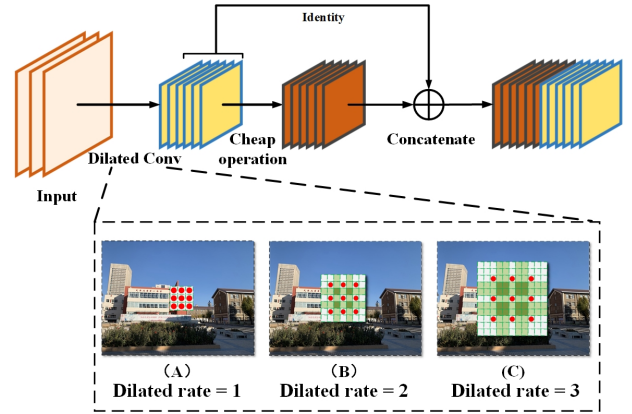 Identity
Cheap
operation
Concatenate
Dilated Conv
Input
（A） （B） (C)
Dilated rate = 1 Dilated rate = 2 Dilated rate = 3